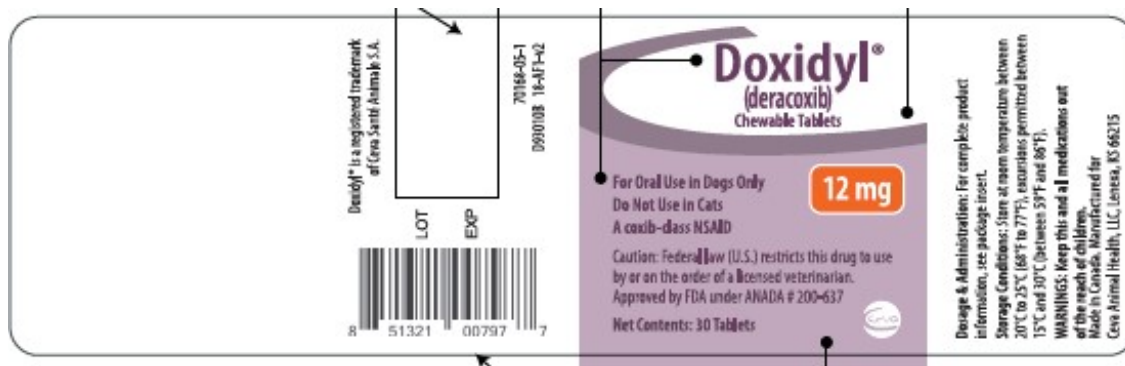 Doxidyl® is a registered trademark
of Ceva Santé Animale S.A.
LOT
EXP
70168-05-1
D93010B 18-AF1-v2
8 51321 00797 7
Doxidyl®
(deracoxib)
Chewable Tablets
12 mg
For Oral Use in Dogs Only
Do Not Use in Cats
A coxib-class NSAID
Caution: Federal law (U.S.) restricts this drug to use
by or on the order of a licensed veterinarian.
Approved by FDA under ANADA # 200-637
Net Contents: 30 Tablets
Ceva
Dosage & Administration: For complete product
information, see package insert.
Storage Conditions: Store at room temperature between
20°C to 25°C (68°F to 77°F), excursions permitted between
15°C and 30°C (between 59°F and 86°F).
WARNINGS: Keep this and all medications out
of the reach of children.
Made in Canada. Manufactured for
Ceva Animal Health, LLC, Lenexa, KS 66215